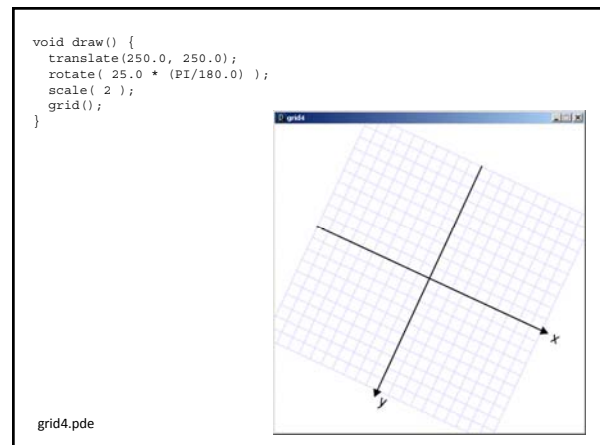 void draw() {
  translate(250.0, 250.0);
  rotate( 25.0 * (PI/180.0) );
  scale( 2 );
  grid();
}
grid4
x
y
grid4.pde